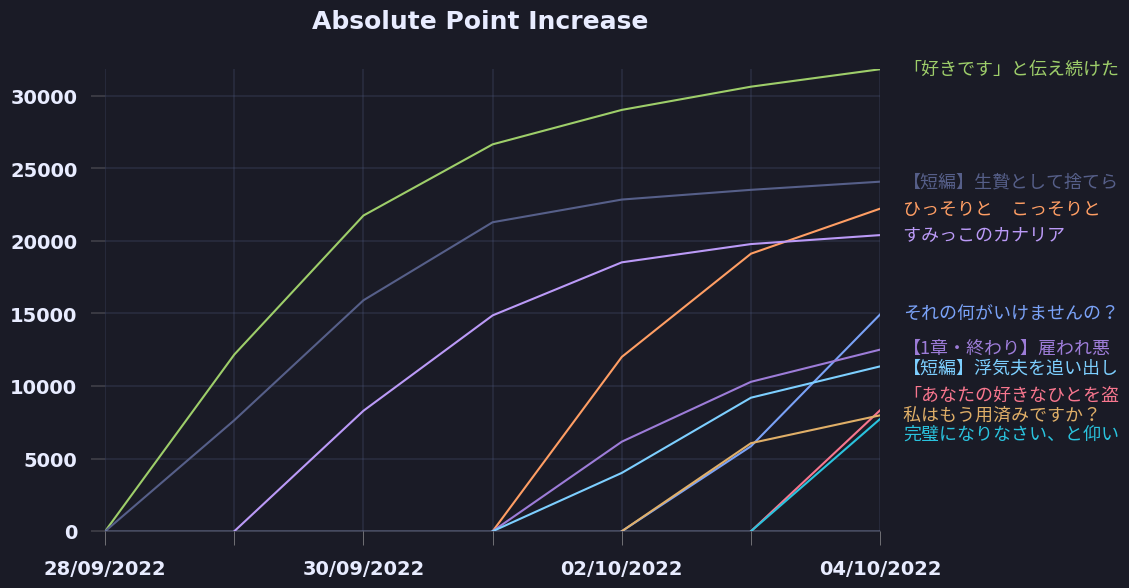 Absolute Point Increase
30000
25000
20000
15000
10000
5000
0
28/09/2022
30/09/2022
02/10/2022
04/10/2022
「好きです」と伝え続けた
【短編】生贄として捨てら
ひっそりと　こっそりと
すみっこのカナリア
それの何がいけませんの？
【1章・終わり】雇われ悪
【短編】浮気夫を追い出し
「あなたの好きなひとを盗
私はもう用済みですか？
完璧になりなさい、と仰い